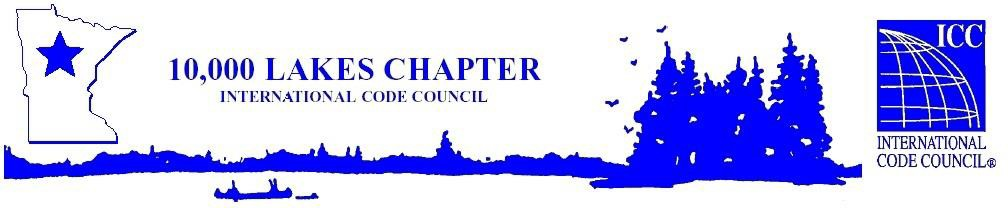 10,000 LAKES CHAPTER
INTERNATIONAL CODE COUNCIL
ICC
INTERNATIONAL
CODE COUNCIL®